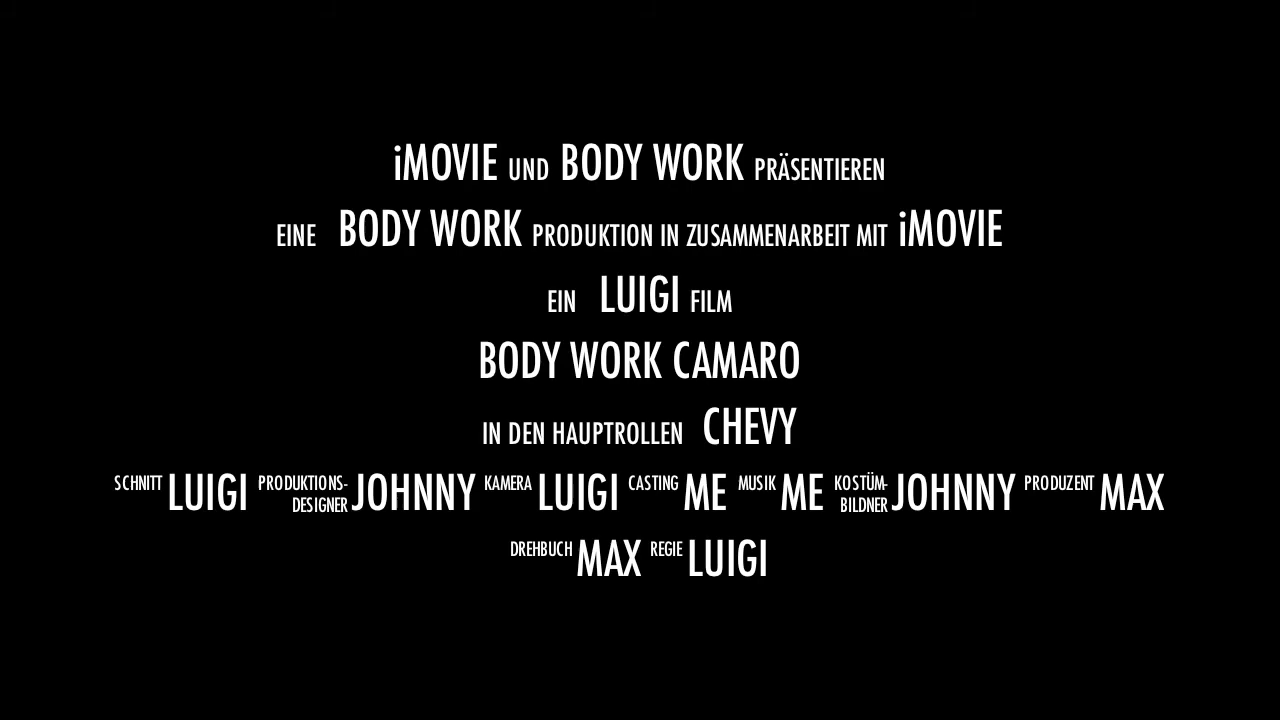 iMOVIE UND BODY WORK PRÄSENTIEREN
EINE BODY WORK PRODUKTION IN ZUSAMMENARBEIT MIT iMOVIE
EIN LUIGI FILM
BODY WORK CAMARO
IN DEN HAUPTROLLEN CHEVY
SCHNITT LUIGI PRODUKTIONS-DESIGNER JOHNNY KAMERA LUIGI CASTING ME MUSIK ME KOSTÜM-BILDNER JOHNNY PRODUZENT MAX
DREHBUCH MAX REGIE LUIGI